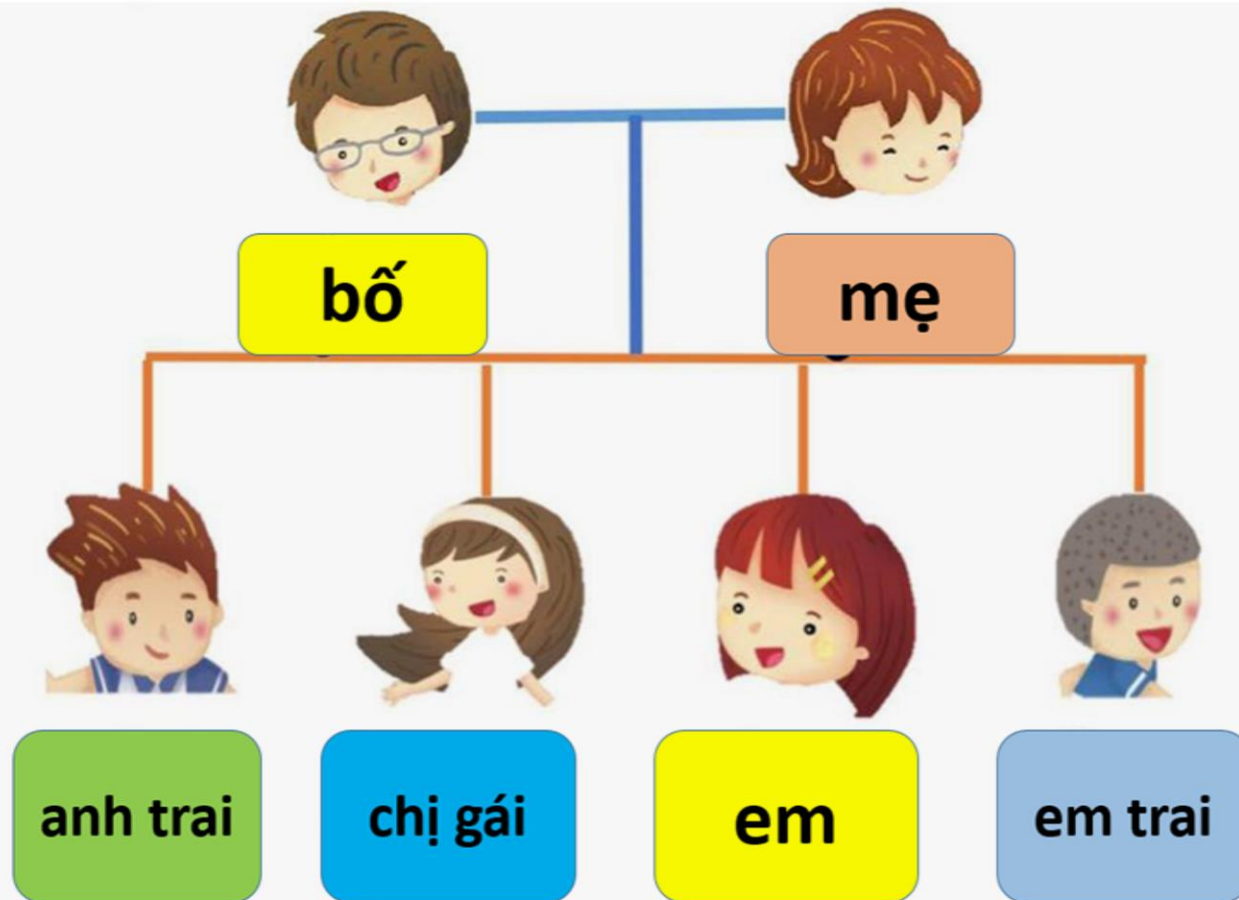 bố
mẹ
anh trai
chị gái
em
em trai